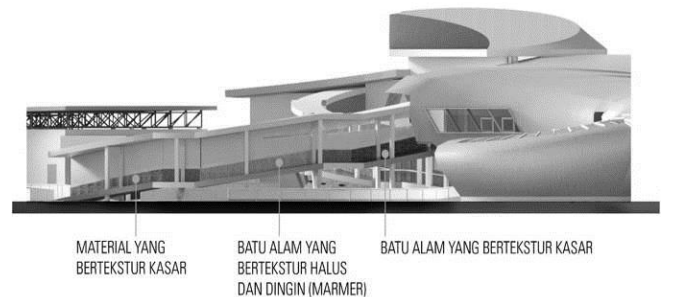 MATERIAL YANG
BERTEKSTUR KASAR
BATU ALAM YANG
BERTEKSTUR HALUS
DAN DINGIN (MARMER)
BATU ALAM YANG BERTEKSTUR KASAR